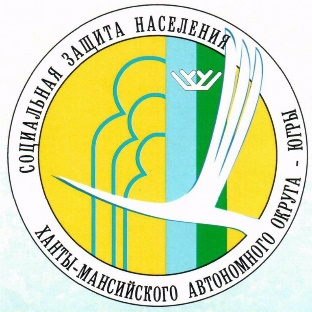 СОЦИАЛЬНАЯ ЗАЩИТА НАСЕЛЕНИЯ
ХАНТЫ-МАНСИЙСКОГО АВТОНОМНОГО ОКРУГА - ЮГРЫ